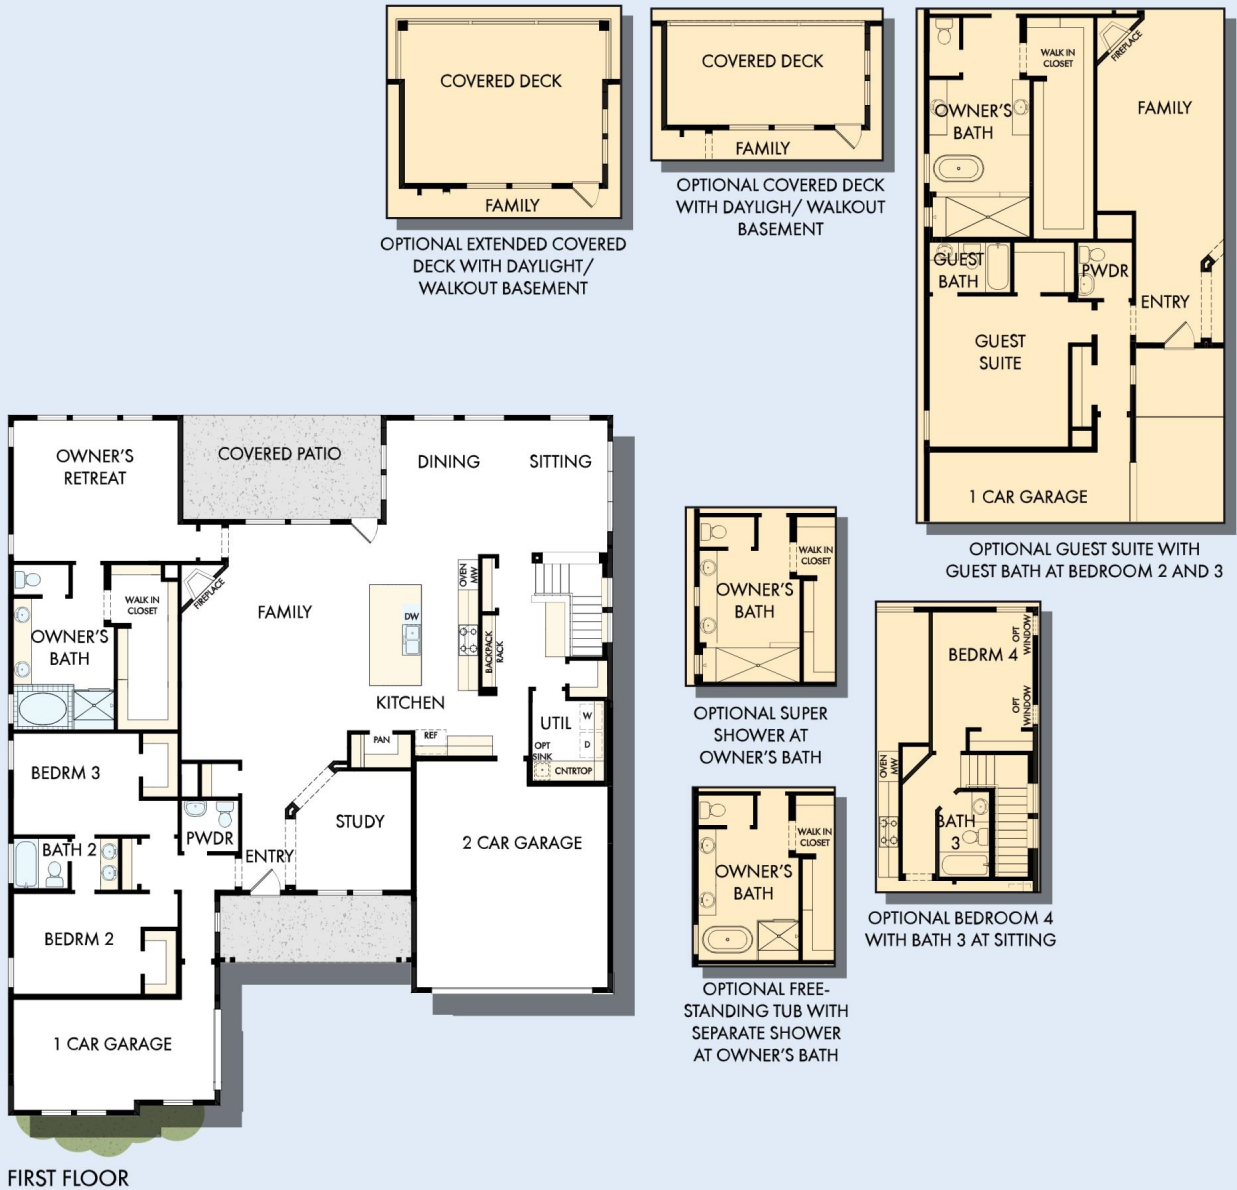 COVERED DECK
FAMILY
OPTIONAL EXTENDED COVERED
DECK WITH DAYLIGHT/
WALKOUT BASEMENT
COVERED DECK
FAMILY
OPTIONAL COVERED DECK
WITH DAYLIGH/ WALKOUT
BASEMENT
WALK IN
CLOSET
FIREPLACE
OWNER'S
BATH
FAMILY
GUEST
BATH
PWDR
ENTRY
GUEST
SUITE
1 CAR GARAGE
OPTIONAL GUEST SUITE WITH
GUEST BATH AT BEDROOM 2 AND 3
OWNER'S
RETREAT
COVERED PATIO
DINING
SITTING
WALK IN
CLOSET
FIREPLACE
FAMILY
OVEN
MW
DW
OWNER'S
BATH
BACKPACK
RACK
KITCHEN
UTIL
W
D
OPT
SINK
CNTRTOP
PAN
REF
BEDRM 3
PWDR
STUDY
BATH 2
ENTRY
2 CAR GARAGE
BEDRM 2
1 CAR GARAGE
FIRST FLOOR
OWNER'S
BATH
WALK IN
CLOSET
OPTIONAL SUPER
SHOWER AT
OWNER'S BATH
WALK IN
CLOSET
OWNER'S
BATH
OPTIONAL FREE-
STANDING TUB WITH
SEPARATE SHOWER
AT OWNER'S BATH
BEDRM 4
OPT
WINDOW
OPT
WINDOW
OVEN
MW
BATH
3
OPTIONAL BEDROOM 4
WITH BATH 3 AT SITTING